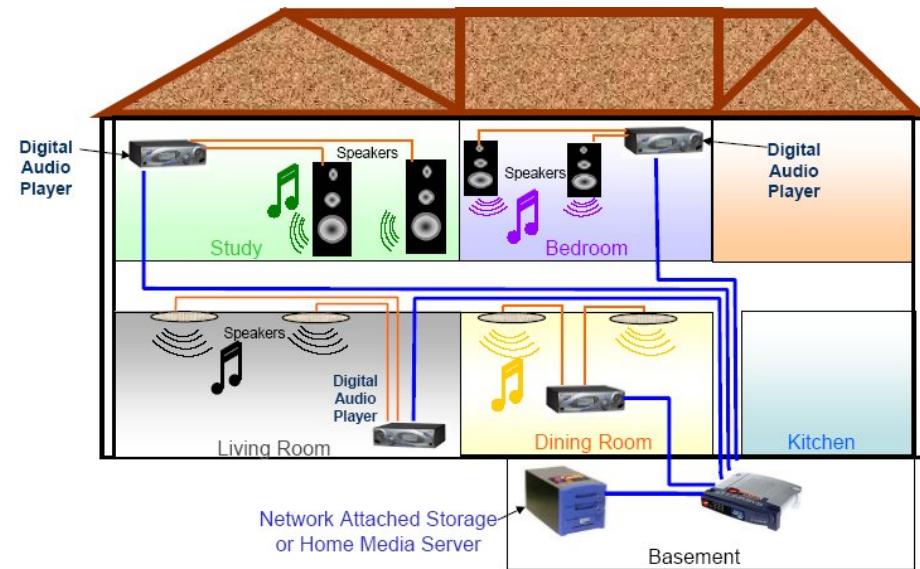 Digital
Audio
Player
Speakers
Study
Speakers
Bedroom
Digital
Audio
Player
Speakers
Digital
Audio
Player
Living Room
Dining Room
Kitchen
Network Attached Storage
or Home Media Server
Basement